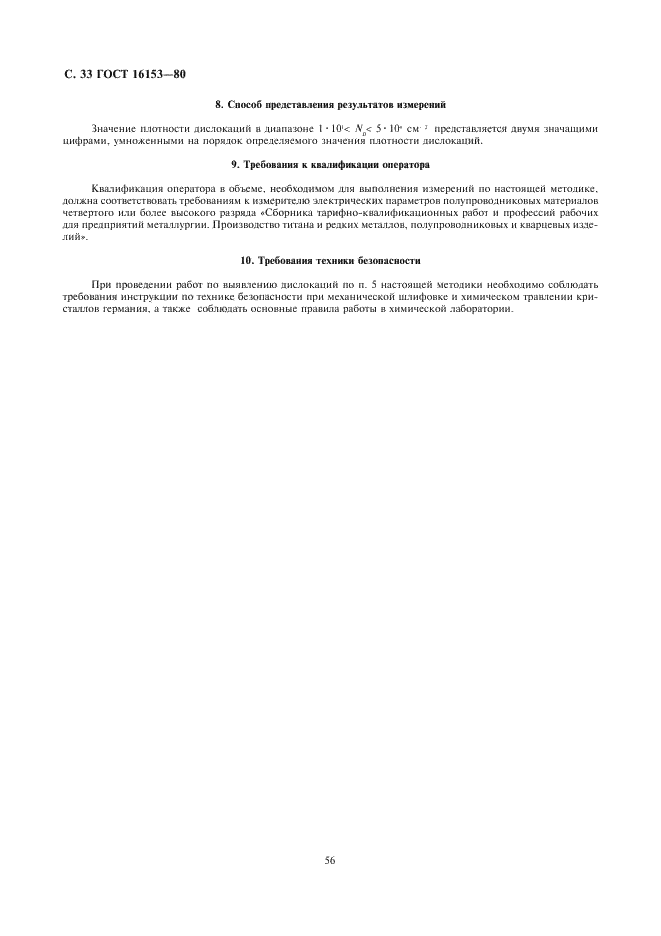 С. 33 ГОСТ 16153—80
8. Способ представления результатов измерений
Значение плотности дислокаций в диапазоне 1 · 10 < N_D < 5 · 10 см⁻² представляется двумя значащими
цифрами, умноженными на порядок определяемого значения плотности дислокаций.
9. Требования к квалификации оператора
Квалификация оператора в объеме, необходимом для выполнения измерений по настоящей методике,
должна соответствовать требованиям к измерителю электрических параметров полупроводниковых материалов
четвертого или более высокого разряда «Сборника тарифно-квалификационных работ и профессий рабочих
для предприятий металлургии. Производство титана и редких металлов, полупроводниковых и кварцевых изде-
лий».
10. Требования техники безопасности
При проведении работ по выявлению дислокаций по п. 5 настоящей методики необходимо соблюдать
требования инструкции по технике безопасности при механической шлифовке и химическом травлении кри-
сталлов германия, а также соблюдать основные правила работы в химической лаборатории.
56